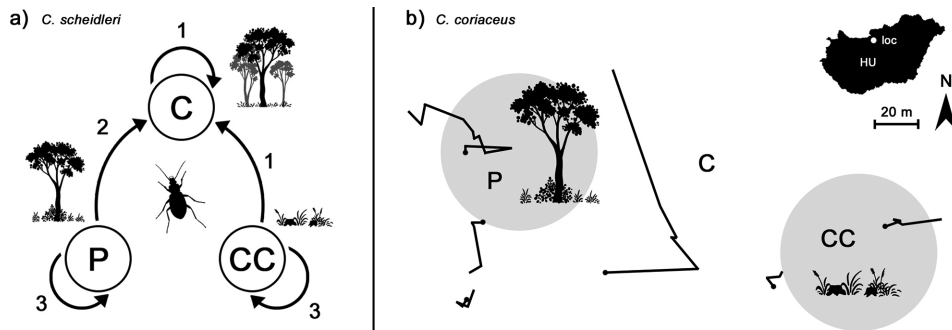 a) C. scheidleri
1
C
2
1
P
CC
3
3
b) C. coriaceus
loc
HU
N
20 m
P
C
CC